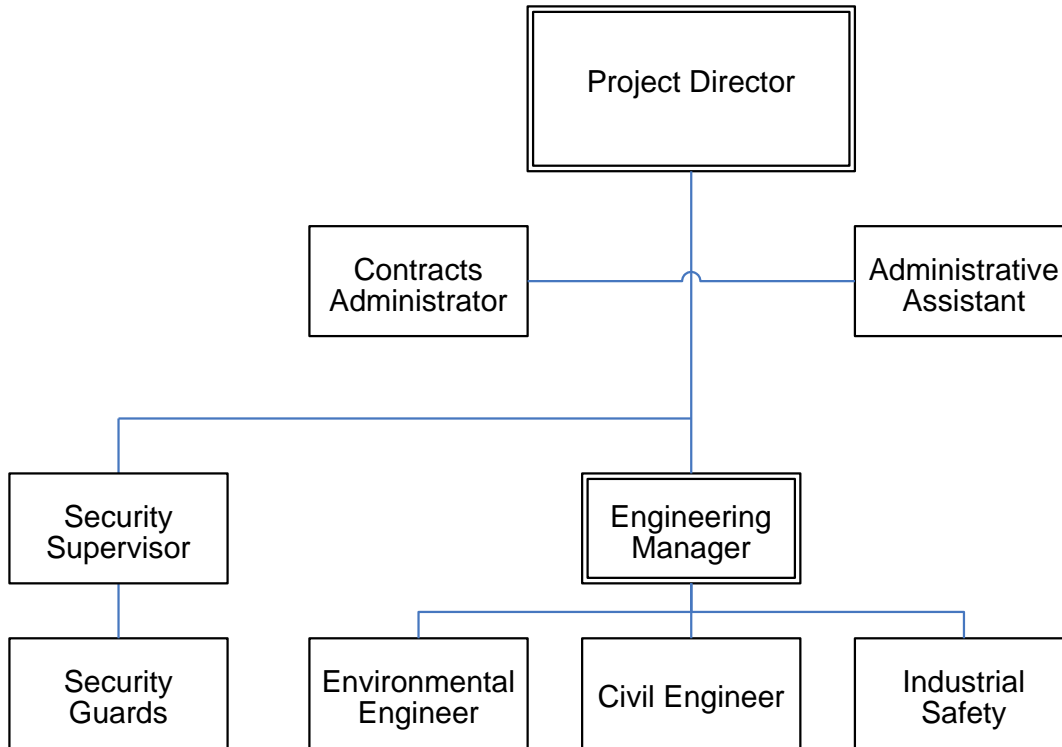 Project Director
Contracts
Administrator
Administrative
Assistant
Security
Supervisor
Engineering
Manager
Security
Guards
Environmental
Engineer
Civil Engineer
Industrial
Safety